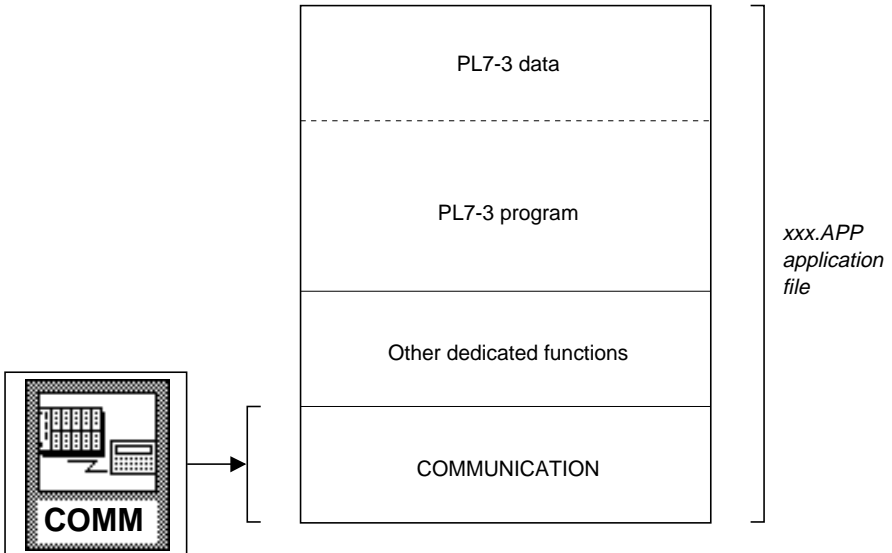 PL7-3 data
PL7-3 program
xxx.APP
application
file
Other dedicated functions
COMMUNICATION
COMM